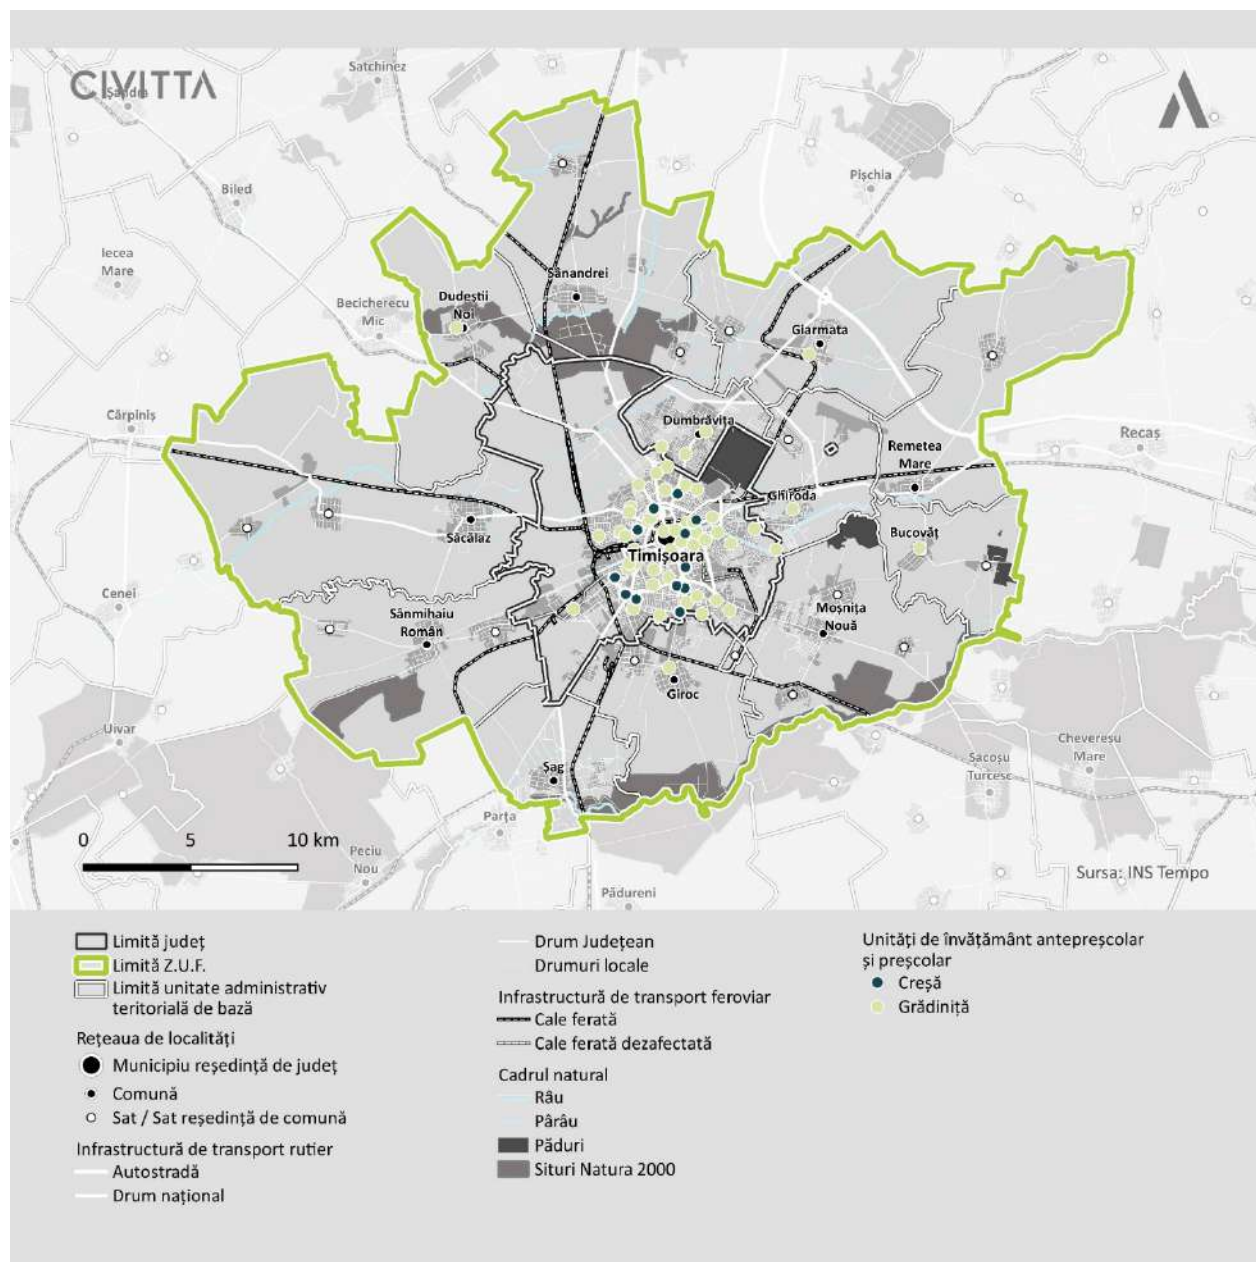 CIVITTA
Șandra
Satchinez
Pișchia
Biled
Iecea
Mare
Becicherecu
Mic
Dudeștii
Noi
Sânandrei
Giarmata
Cărpiniș
Dumbrăvița
Recaș
Remetea
Mare
Ghiroda
Săcălaz
Bucovăț
Timișoara
Cenei
Sânmihaiu
Român
Moșnița
Nouă
Giroc
Uivar
Cheveresu
Mare
Sacoșu
Turcesc
Șag
Parța
Peciu
Nou
Pădureni
0 5 10 km
Sursa: INS Tempo
Limită județ
Limită Z.U.F.
Limită unitate administrativ
teritorială de bază
Rețeaua de localități
Municipiu reședință de județ
Comună
Sat / Sat reședință de comună
Infrastructură de transport rutier
Autostradă
Drum național
Drum Județean
Drumuri locale
Infrastructură de transport feroviar
Cale ferată
Cale ferată dezafectată
Cadrul natural
Râu
Pârâu
Păduri
Situri Natura 2000
Unități de învățământ antepreșcolar
și preșcolar
Creșă
Grădiniță